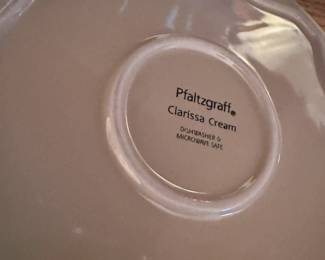 Pfaltzgraff®
Clarissa Cream
DISHWASHER &
MICROWAVE SAFE